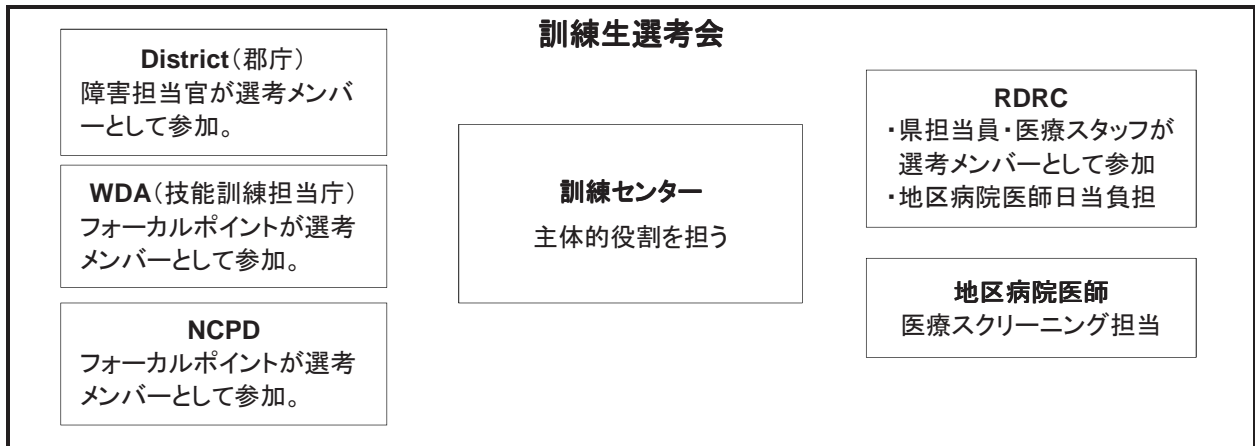 訓練生選考会
District（郡庁）
障害担当官が選考メンバ
ーとして参加。
WDA（技能訓練担当庁）
フォーカルポイントが選考
メンバーとして参加。
NCPD
フォーカルポイントが選考
メンバーとして参加。
訓練センター
主体的役割を担う
RDRC
・県担当員・医療スタッフが
選考メンバーとして参加
・地区病院医師日当負担
地区病院医師
医療スクリーニング担当